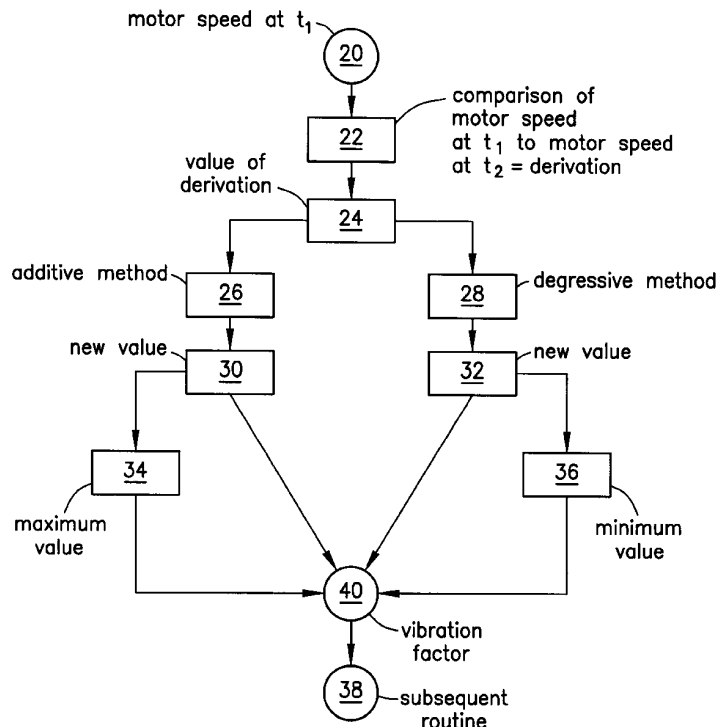 motor speed at t₁
20
comparison of
motor speed
at t₁ to motor speed
at t₂ = derivation
22
value of
derivation
24
additive method
26
28
degressive method
new value
30
32
new value
34
36
maximum
value
minimum
value
40
vibration
factor
38
subsequent
routine